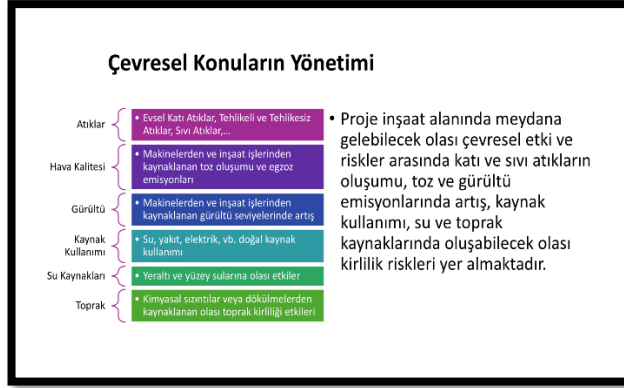 Çevresel Konuların Yönetimi
Atıklar
• Evsel Katı Atıklar, Tehlikeli ve Tehlikesiz
Atıklar, Sıvı Atıklar,...
Hava Kalitesi
• Makinelerden ve inşaat işlerinden
kaynaklanan toz oluşumu ve egzoz
emisyonları
Gürültü
• Makinelerden ve inşaat işlerinden
kaynaklanan gürültü seviyelerinde artış
Kaynak
Kullanımı
• Su, yakıt, elektrik, vb. doğal kaynak
kullanımı
Su Kaynakları
• Yeraltı ve yüzey sularına olası etkiler
Toprak
• Kimyasal sızıntılar veya dökülmelerden
kaynaklanan olası toprak kirliliği etkileri
• Proje inşaat alanında meydana
gelebilecek olası çevresel etki ve
riskler arasında katı ve sıvı atıkların
oluşumu, toz ve gürültü
emisyonlarında artış, kaynak
kullanımı, su ve toprak
kaynaklarında oluşabilecek olası
kirlilik riskleri yer almaktadır.